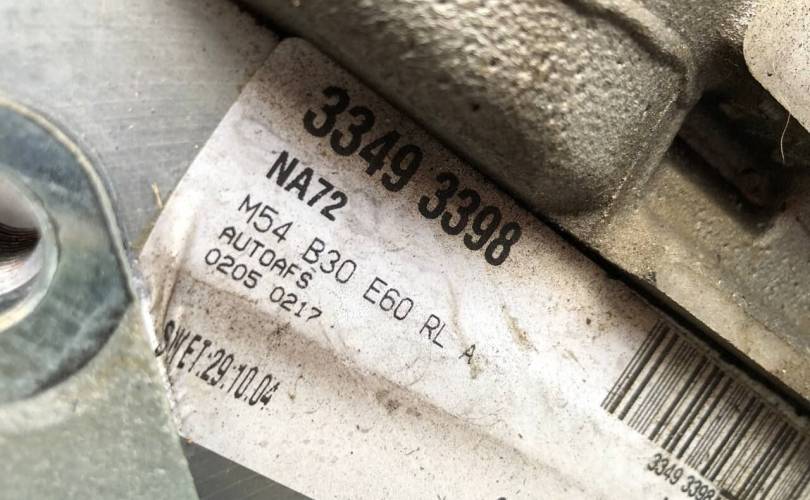 3349 3398
NA72
M54 B30 E60 RL A
AUTOAFS
0205 0217
SW ET:29.10.04
3349 3398